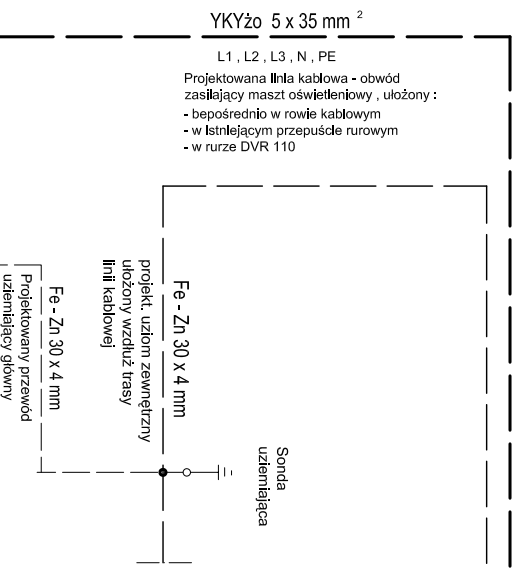 YKYżo 5 x 35 mm ²
L1 , L2 , L3 , N , PE
Projektowana linia kablowa - obwód
zasilający maszt oświetleniowy , ułożony :
- bepośrednio w rowie kablowym
- w istniejącym przepuście rurowym
- w rurze DVR 110
Fe - Zn 30 x 4 mm
projekt. uziom zewnętrzny
ułożony wzdłuż trasy
linii kablowej
Fe - Zn 30 x 4 mm
Projektowany przewód
uziemiający główny
Sonda
uziemiająca